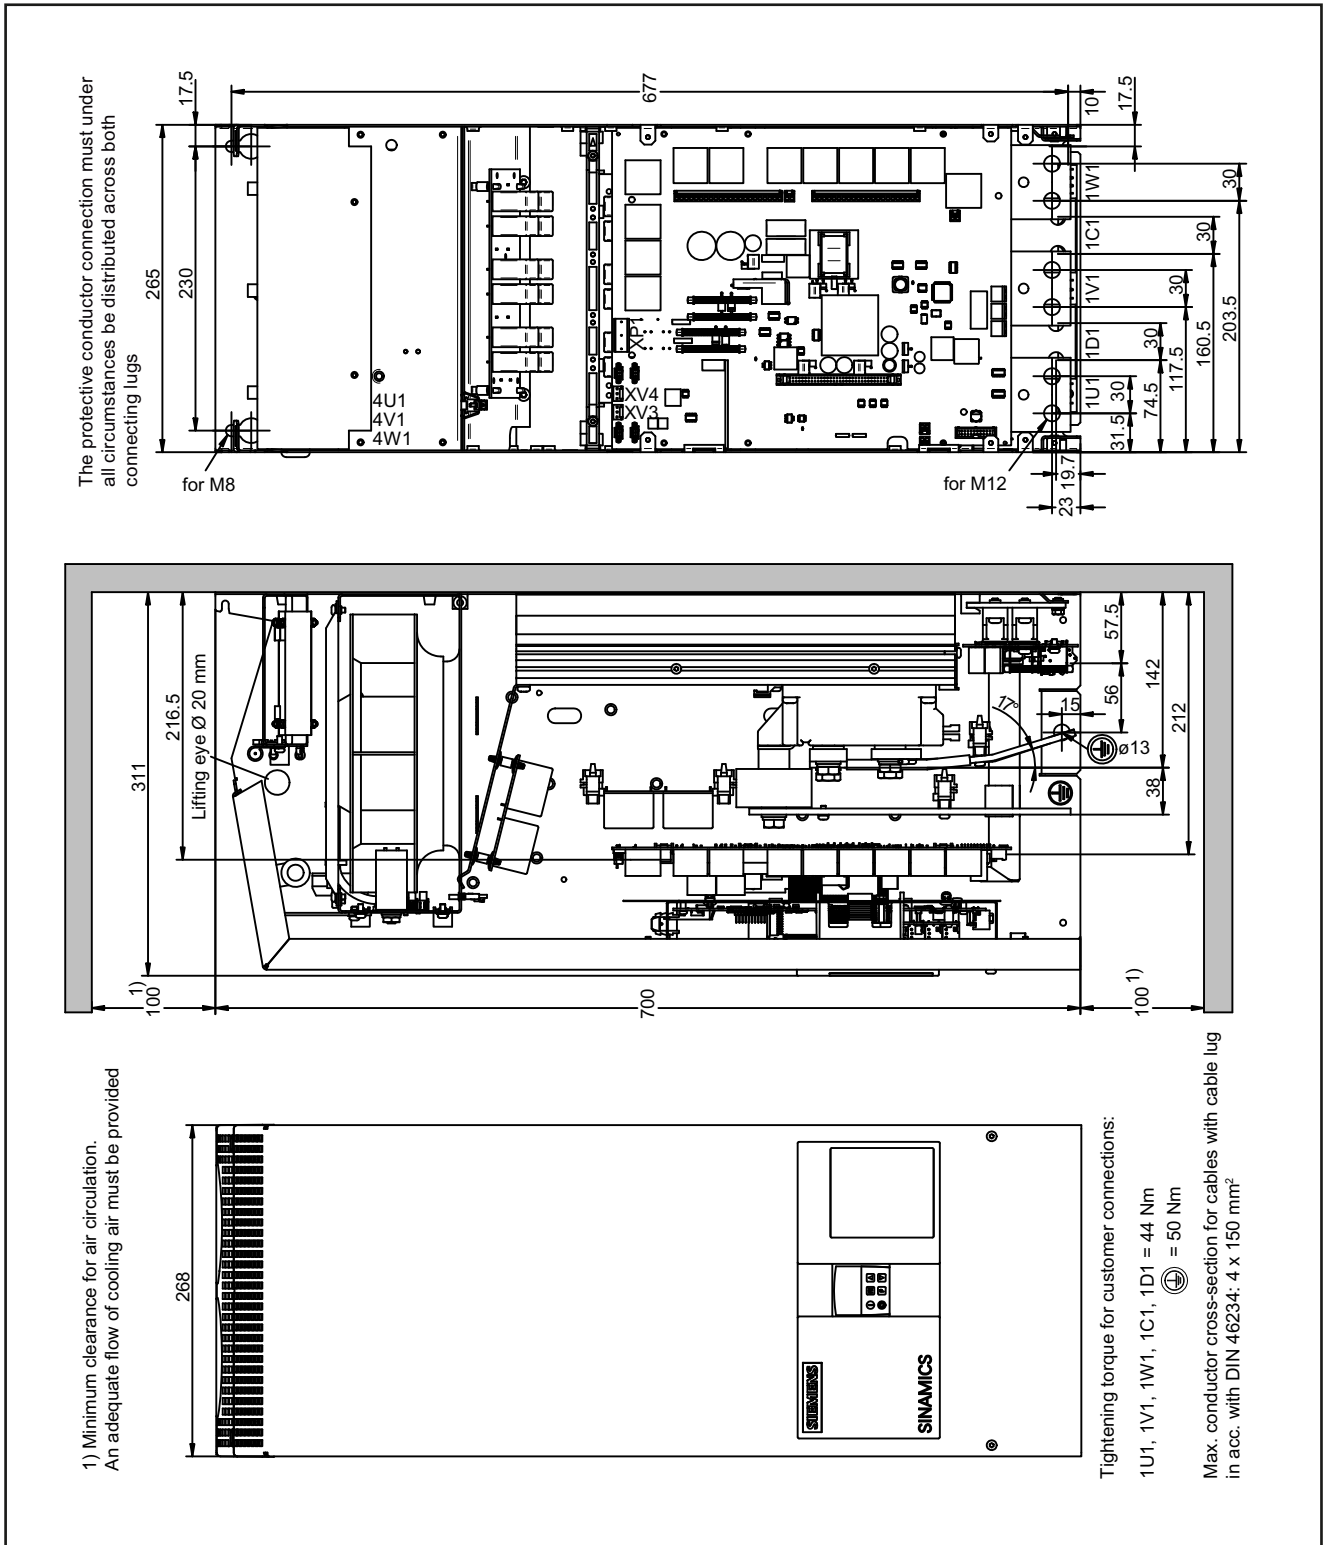 The protective conductor connection must under
all circumstances be distributed across both
connecting lugs
17.5
265
230
677
10
17.5
4U1
4V1
4W1
for M8
XP1
XV4
XV3
1W1
1C1
1V1
1D1
1U1
30
30
30
30
30
31.5
74.5
117.5
160.5
203.5
for M12
19.7
23
311
216.5
Lifting eye Ø 20 mm
57.5
56
142
212
38
17°
15
ø13
100 1)
700
100 1)
1) Minimum clearance for air circulation.
An adequate flow of cooling air must be provided
268
SIEMENS
SINAMICS
Tightening torque for customer connections:
1U1, 1V1, 1W1, 1C1, 1D1 = 44 Nm
= 50 Nm
Max. conductor cross-section for cables with cable lug
in acc. with DIN 46234: 4 x 150 mm²